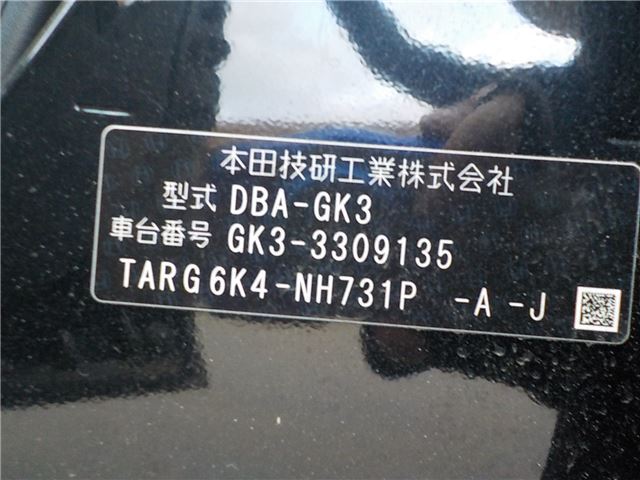 本田技研工業株式会社
型式 DBA-GK3
車台番号 GK3-3309135
TARG6K4-NH731P -A-J